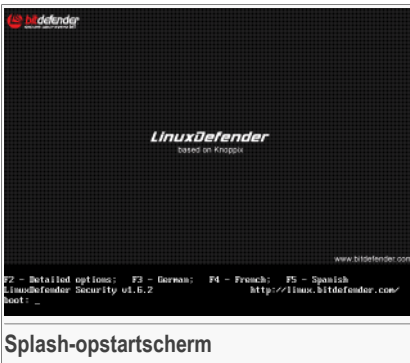 bitdefender
LinuxDefender
based on Knoppix
www.bitdefender.com
F2 - Detailed options; F3 - German; F4 - French; F5 - Spanish
LinuxDefender Security v1.6.2 http://linux.bitdefender.com/
boot: _
Splash-opstartscherm